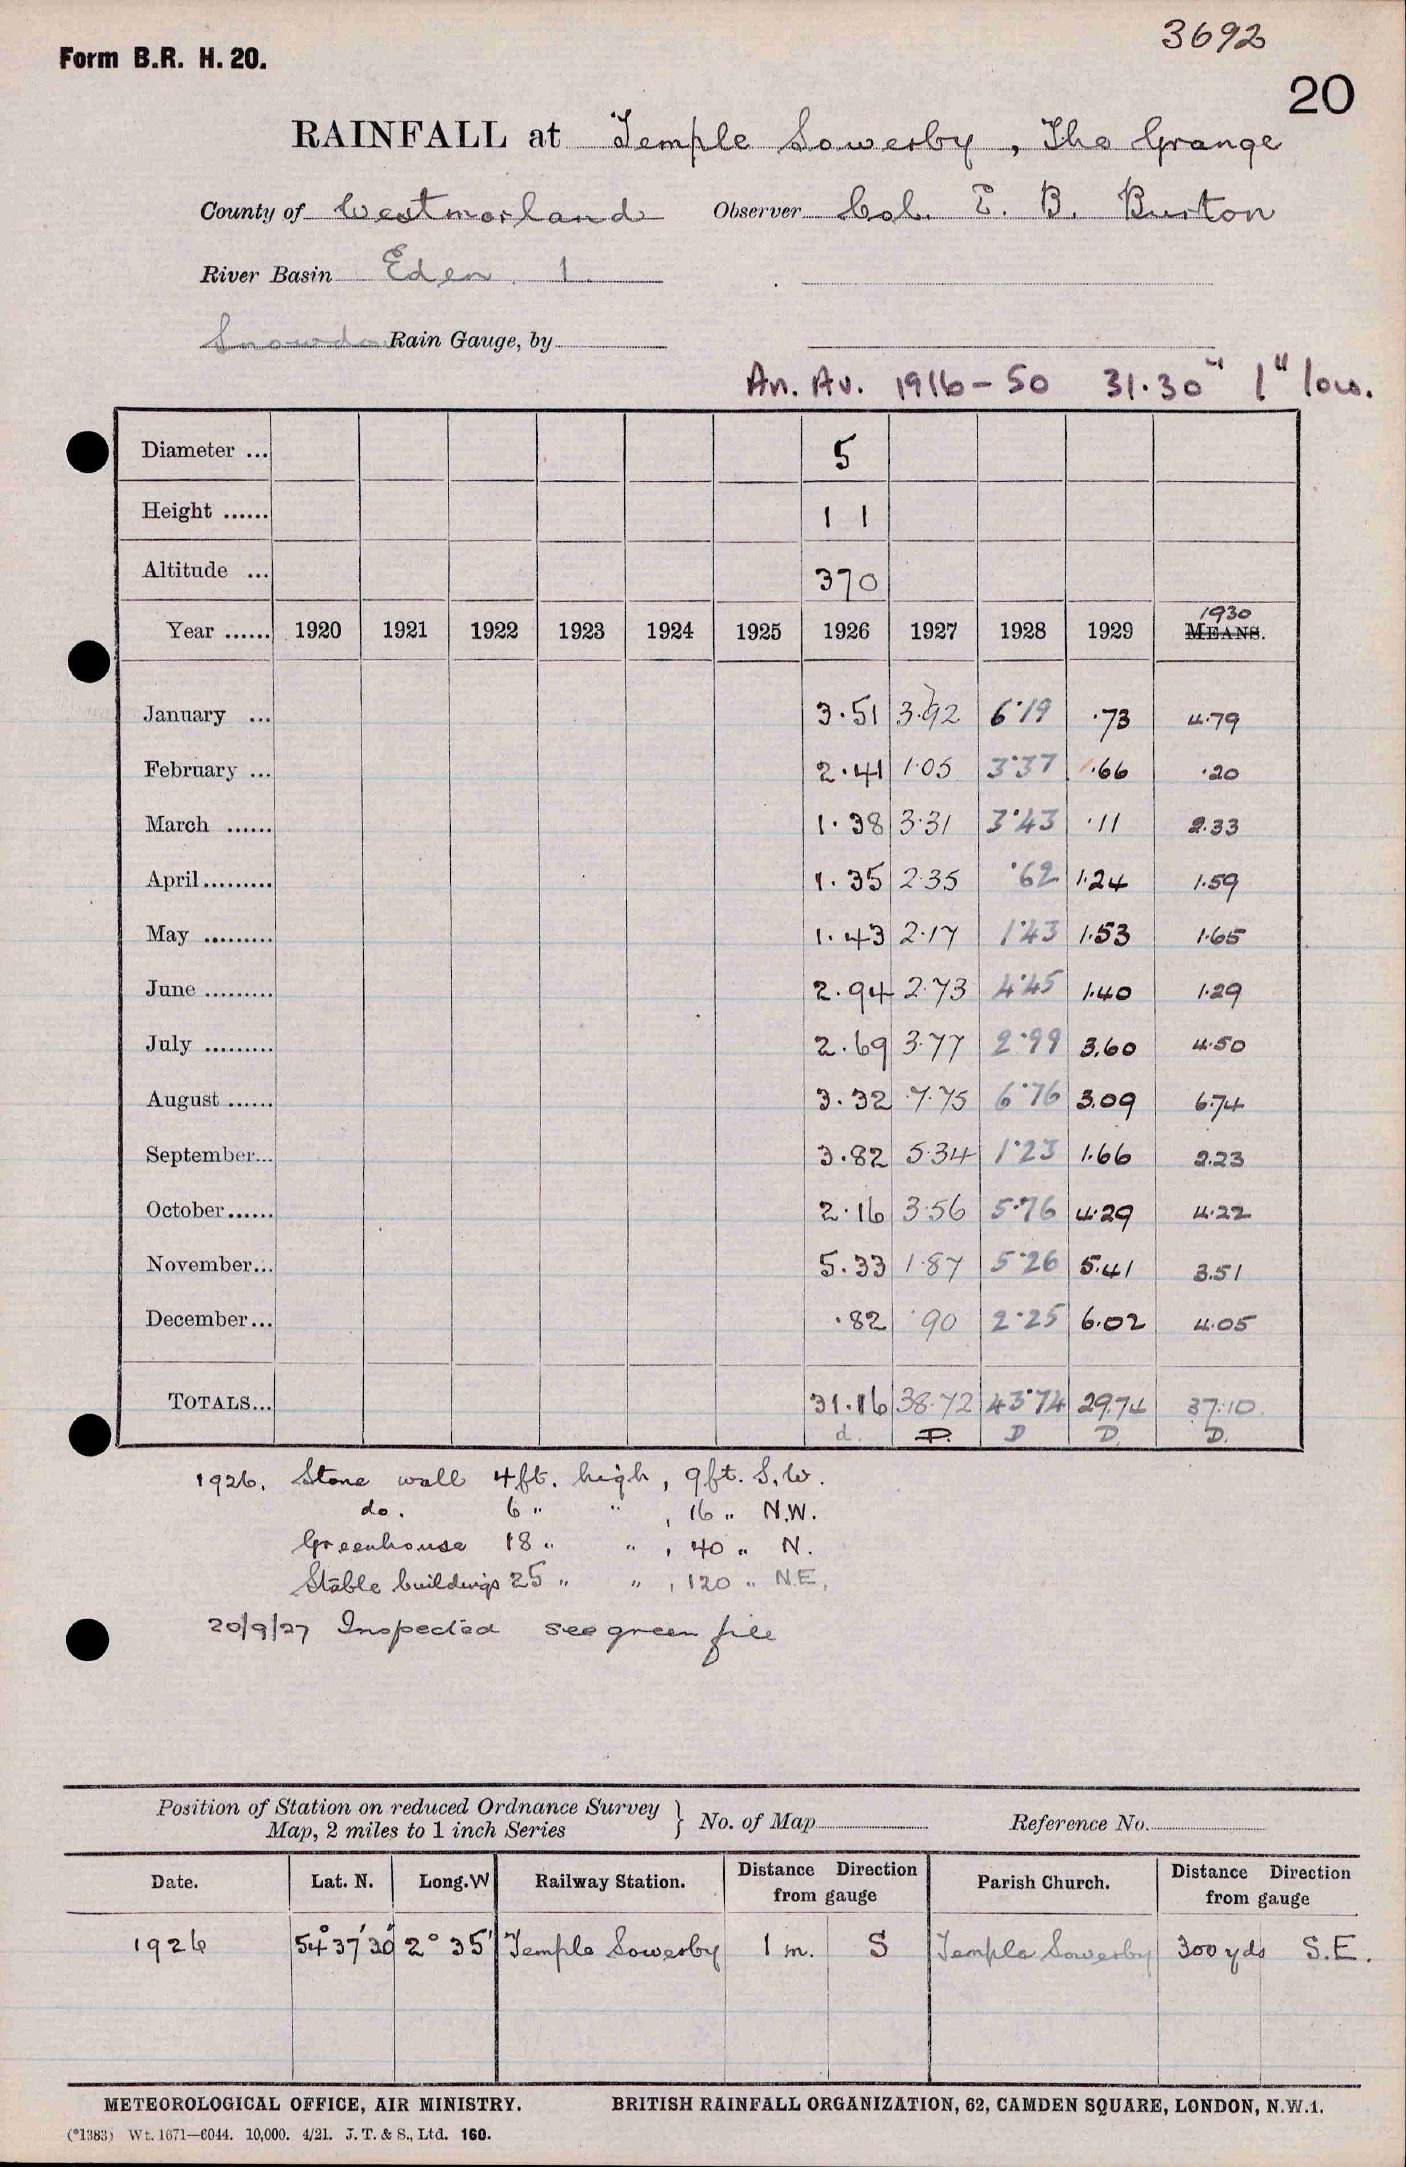 3692
Form B.R. H. 20.
20
RAINFALL at Temple Sowerby, The Grange
County of Westmorland Observer Col. E. B. Burton
River Basin Eden 1.
Snowdon Rain Gauge, by
An. Av. 1916-50 31.30" 1" low.
Diameter ... 5
Height ...... 11
Altitude ... 370
1930
Year ...... 1920 1921 1922 1923 1924 1925 1926 1927 1928 1929 MEANS.
January ... 3.51 3.92 6.19 .73 4.79
February ... 2.41 1.05 3.37 .66 .20
March ...... 1.38 3.31 3.43 .11 2.33
April......... 1.35 2.35 .62 1.24 1.59
May ......... 1.43 2.17 1.43 1.53 1.65
June ......... 2.94 2.73 4.45 1.40 1.29
July ......... 2.69 3.77 2.99 3.60 4.50
August ...... 3.32 7.75 6.76 3.09 6.74
September... 3.82 5.34 1.23 1.66 2.23
October...... 2.16 3.56 5.76 4.29 4.22
November... 5.33 1.87 5.26 5.41 3.51
December... .82 .90 2.25 6.02 4.05
TOTALS... 31.16 38.72 43.74 29.74 37.10
d. D. D D. D.
1926. Stone wall 4ft. high, 9ft. S.W.
do. 6 " " , 16 " N.W.
Greenhouse 18 " " , 40 " N.
Stable buildings 25 " " , 120 " N.E.
20/9/27 Inspected see green file
Position of Station on reduced Ordnance Survey
Map, 2 miles to 1 inch Series } No. of Map Reference No.
Date. Lat. N. Long. W Railway Station. Distance Direction from gauge Parish Church. Distance Direction from gauge
1926 54° 37' 30" 2° 35' Temple Sowerby 1 m. S Temple Sowerby 300 yds S.E.
METEOROLOGICAL OFFICE, AIR MINISTRY. BRITISH RAINFALL ORGANIZATION, 62, CAMDEN SQUARE, LONDON, N.W.1.
(*1383) Wt. 1671—6044. 10,000. 4/21. J. T. & S., Ltd. 160.